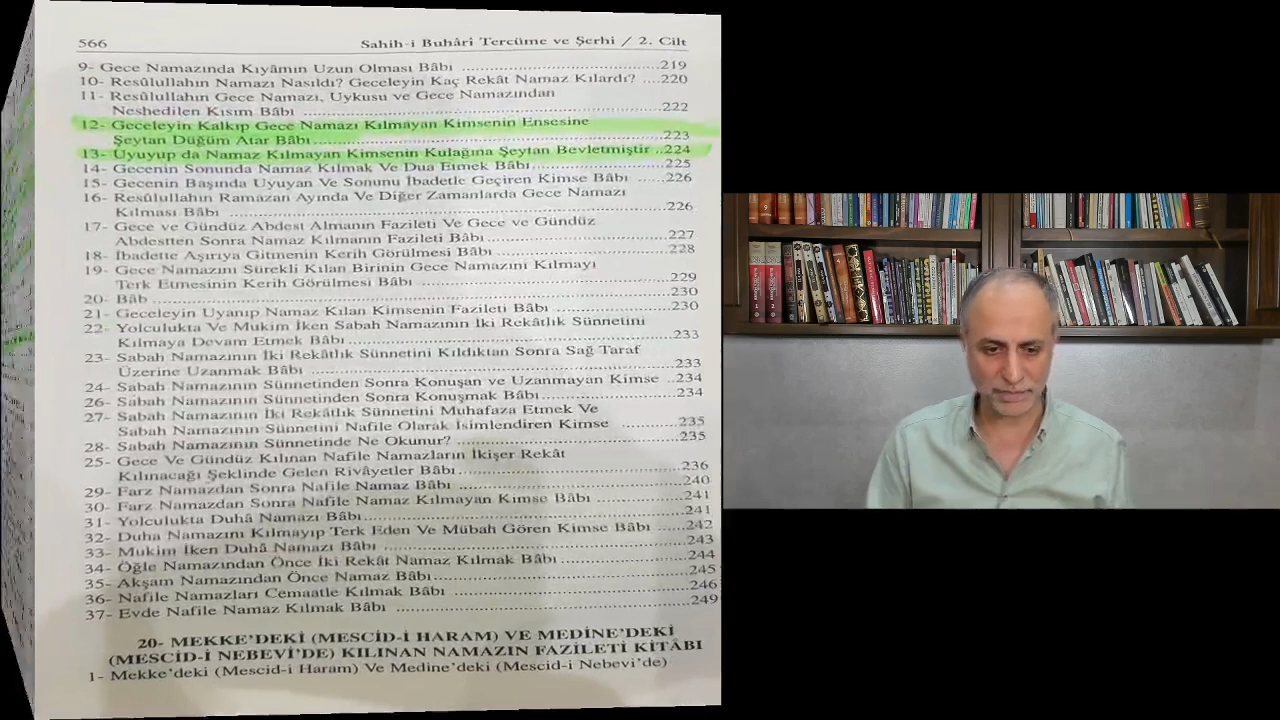 566
Sahih-i Buhârî Tercüme ve Şerhi / 2. Cilt
9- Gece Namazında Kıyâmın Uzun Olması Bâbı ............219
10- Resûlullahın Namazı Nasıldı? Geceleyin Kaç Rekât Namaz Kılardı? ....220
11- Resûlullahın Gece Namazı, Uykusu ve Gece Namazından
Neshedilen Kısım Bâbı ............222
12- Geceleyin Kalkıp Gece Namazı Kılmayan Kimsenin Ensesine
Şeytan Düğüm Atar Bâbı ............223
13- Uyuyup da Namaz Kılmayan Kimsenin Kulağına Şeytan Bevletmiştir ..224
14- Gecenin Sonunda Namaz Kılmak Ve Dua Etmek Bâbı ............225
15- Gecenin Başında Uyuyan Ve Sonunu İbadetle Geçiren Kimse Bâbı .....226
16- Resûlullahın Ramazan Ayında Ve Diğer Zamanlarda Gece Namazı
Kılması Bâbı ............226
17- Gece ve Gündüz Abdest Almanın Fazileti Ve Gece ve Gündüz
Abdestten Sonra Namaz Kılmanın Fazileti Bâbı ............227
18- İbadette Aşırıya Gitmenin Kerih Görülmesi Bâbı ............228
19- Gece Namazını Sürekli Kılan Birinin Gece Namazını Kılmayı
Terk Etmesinin Kerih Görülmesi Bâbı ............229
20- Bâb ............230
21- Geceleyin Uyanıp Namaz Kılan Kimsenin Fazileti Bâbı ............230
22- Yolculukta Ve Mukim İken Sabah Namazının İki Rekâtlık Sünnetini
Kılmaya Devam Etmek Bâbı ............233
23- Sabah Namazının İki Rekâtlık Sünnetini Kıldıktan Sonra Sağ Taraf
Üzerine Uzanmak Bâbı ............233
24- Sabah Namazının Sünnetinden Sonra Konuşan ve Uzanmayan Kimse ..234
26- Sabah Namazının Sünnetinden Sonra Konuşmak Bâbı ............234
27- Sabah Namazının İki Rekâtlık Sünnetini Muhafaza Etmek Ve
Sabah Namazının Sünnetini Nafile Olarak İsimlendiren Kimse ............235
28- Sabah Namazının Sünnetinde Ne Okunur? ............235
25- Gece Ve Gündüz Kılınan Nafile Namazların İkişer Rekât
Kılınacağı Şeklinde Gelen Rivâyetler Bâbı ............236
29- Farz Namazdan Sonra Nafile Namaz Bâbı ............240
30- Farz Namazdan Sonra Nafile Namaz Kılmayan Kimse Bâbı ............241
31- Yolculukta Duhâ Namazı Bâbı ............241
32- Duha Namazını Kılmayıp Terk Eden Ve Mübah Gören Kimse Bâbı ......242
33- Mukim İken Duhâ Namazı Bâbı ............243
34- Öğle Namazından Önce İki Rekât Namaz Kılmak Bâbı ............244
35- Akşam Namazından Önce Namaz Bâbı ............245
36- Nafile Namazları Cemaatle Kılmak Bâbı ............246
37- Evde Nafile Namaz Kılmak Bâbı ............249
20- MEKKE'DEKİ (MESCİD-İ HARAM) VE MEDİNE'DEKİ
(MESCİD-İ NEBEVİ'DE) KILINAN NAMAZIN FAZİLETİ KİTÂBI
1- Mekke'deki (Mescid-i Haram) Ve Medine'deki (Mescid-i Nebevi'de)